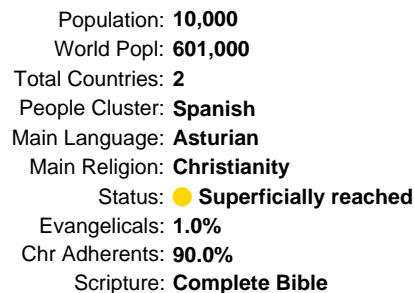 Population: 10,000
World Popl: 601,000
Total Countries: 2
People Cluster: Spanish
Main Language: Asturian
Main Religion: Christianity
Status: Superficially reached
Evangelicals: 1.0%
Chr Adherents: 90.0%
Scripture: Complete Bible